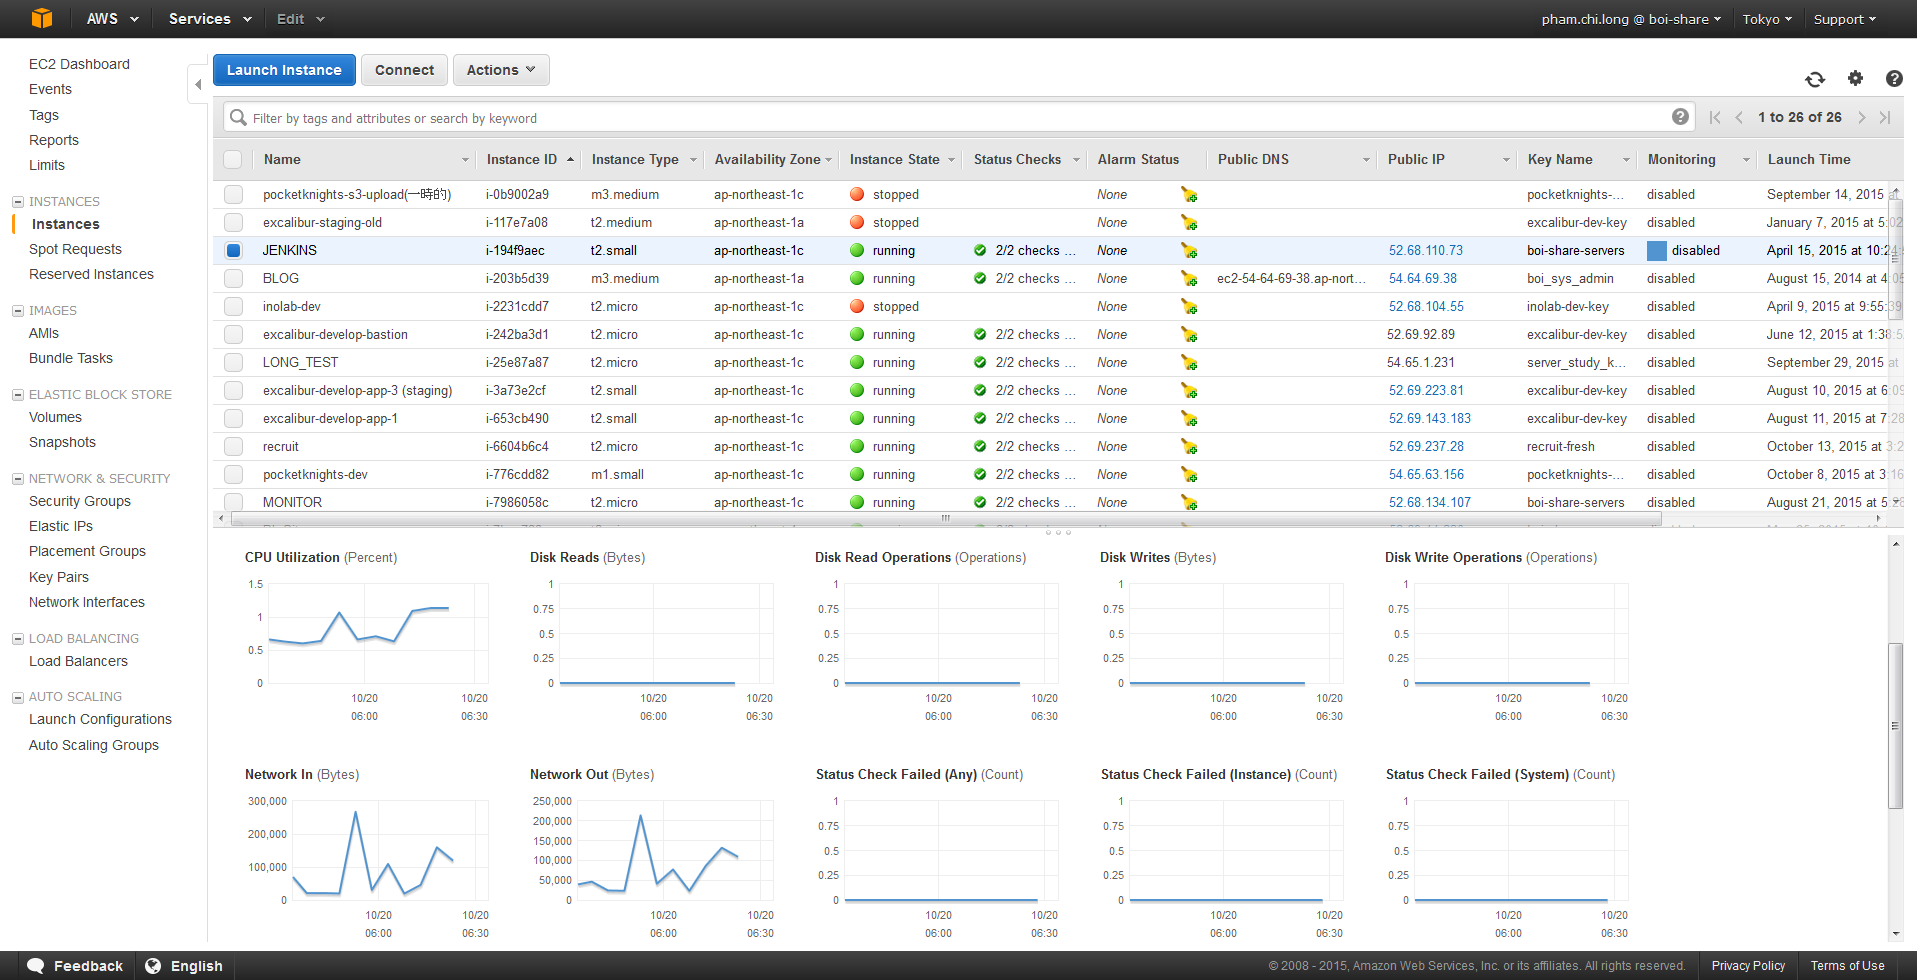 AWS Services Edit pham.chi.long @ boi-share Tokyo Support
EC2 Dashboard
Events
Tags
Reports
Limits
INSTANCES
Instances
Spot Requests
Reserved Instances
IMAGES
AMIs
Bundle Tasks
ELASTIC BLOCK STORE
Volumes
Snapshots
NETWORK & SECURITY
Security Groups
Elastic IPs
Placement Groups
Key Pairs
Network Interfaces
LOAD BALANCING
Load Balancers
AUTO SCALING
Launch Configurations
Auto Scaling Groups
Launch Instance Connect Actions
Filter by tags and attributes or search by keyword 1 to 26 of 26
Name Instance ID Instance Type Availability Zone Instance State Status Checks Alarm Status Public DNS Public IP Key Name Monitoring Launch Time
pocketknights-s3-upload(一時的) i-0b9002a9 m3.medium ap-northeast-1c stopped None pocketknights-... disabled September 14, 2015 at
excalibur-staging-old i-117e7a08 t2.medium ap-northeast-1a stopped None excalibur-dev-key disabled January 7, 2015 at 5:02
JENKINS i-194f9aec t2.small ap-northeast-1c running 2/2 checks ... None 52.68.110.73 boi-share-servers disabled April 15, 2015 at 10:24:
BLOG i-203b5d39 m3.medium ap-northeast-1a running 2/2 checks ... None ec2-54-64-69-38.ap-nort... 54.64.69.38 boi_sys_admin disabled August 15, 2014 at 4:05
inolab-dev i-2231cdd7 t2.micro ap-northeast-1c stopped None 52.68.104.55 inolab-dev-key disabled April 9, 2015 at 9:55:39
excalibur-develop-bastion i-242ba3d1 t2.micro ap-northeast-1c running 2/2 checks ... None 52.69.92.89 excalibur-dev-key disabled June 12, 2015 at 1:38:5
LONG_TEST i-25e87a87 t2.micro ap-northeast-1c running 2/2 checks ... None 54.65.1.231 server_study_k... disabled September 29, 2015 at
excalibur-develop-app-3 (staging) i-3a73e2cf t2.small ap-northeast-1c running 2/2 checks ... None 52.69.223.81 excalibur-dev-key disabled August 10, 2015 at 6:09
excalibur-develop-app-1 i-653cb490 t2.small ap-northeast-1c running 2/2 checks ... None 52.69.143.183 excalibur-dev-key disabled August 11, 2015 at 7:28
recruit i-6604b6c4 t2.micro ap-northeast-1c running 2/2 checks ... None 52.69.237.28 recruit-fresh disabled October 13, 2015 at 3:2
pocketknights-dev i-776cdd82 m1.small ap-northeast-1c running 2/2 checks ... None 54.65.63.156 pocketknights-... disabled October 8, 2015 at 3:16
MONITOR i-7986058c t2.micro ap-northeast-1c running 2/2 checks ... None 52.68.134.107 boi-share-servers disabled August 21, 2015 at 5:26
CPU Utilization (Percent) Disk Reads (Bytes) Disk Read Operations (Operations) Disk Writes (Bytes) Disk Write Operations (Operations)
1.5 1 1 1 1
1 0.75 0.75 0.75 0.75
0.5 0.5 0.5 0.5
0.5 0.25 0.25 0.25 0.25
0 0 0 0 0
10/20 10/20 10/20 10/20 10/20 10/20 10/20 10/20 10/20 10/20
06:00 06:30 06:00 06:30 06:00 06:30 06:00 06:30 06:00 06:30
Network In (Bytes) Network Out (Bytes) Status Check Failed (Any) (Count) Status Check Failed (Instance) (Count) Status Check Failed (System) (Count)
300,000 250,000 1 1 1
200,000 200,000 0.75 0.75 0.75
150,000 0.5 0.5 0.5
100,000 100,000 0.25 0.25 0.25
50,000
0 0 0 0 0
10/20 10/20 10/20 10/20 10/20 10/20 10/20 10/20 10/20 10/20
06:00 06:30 06:00 06:30 06:00 06:30 06:00 06:30 06:00 06:30
Feedback English © 2008 - 2015, Amazon Web Services, Inc. or its affiliates. All rights reserved. Privacy Policy Terms of Use